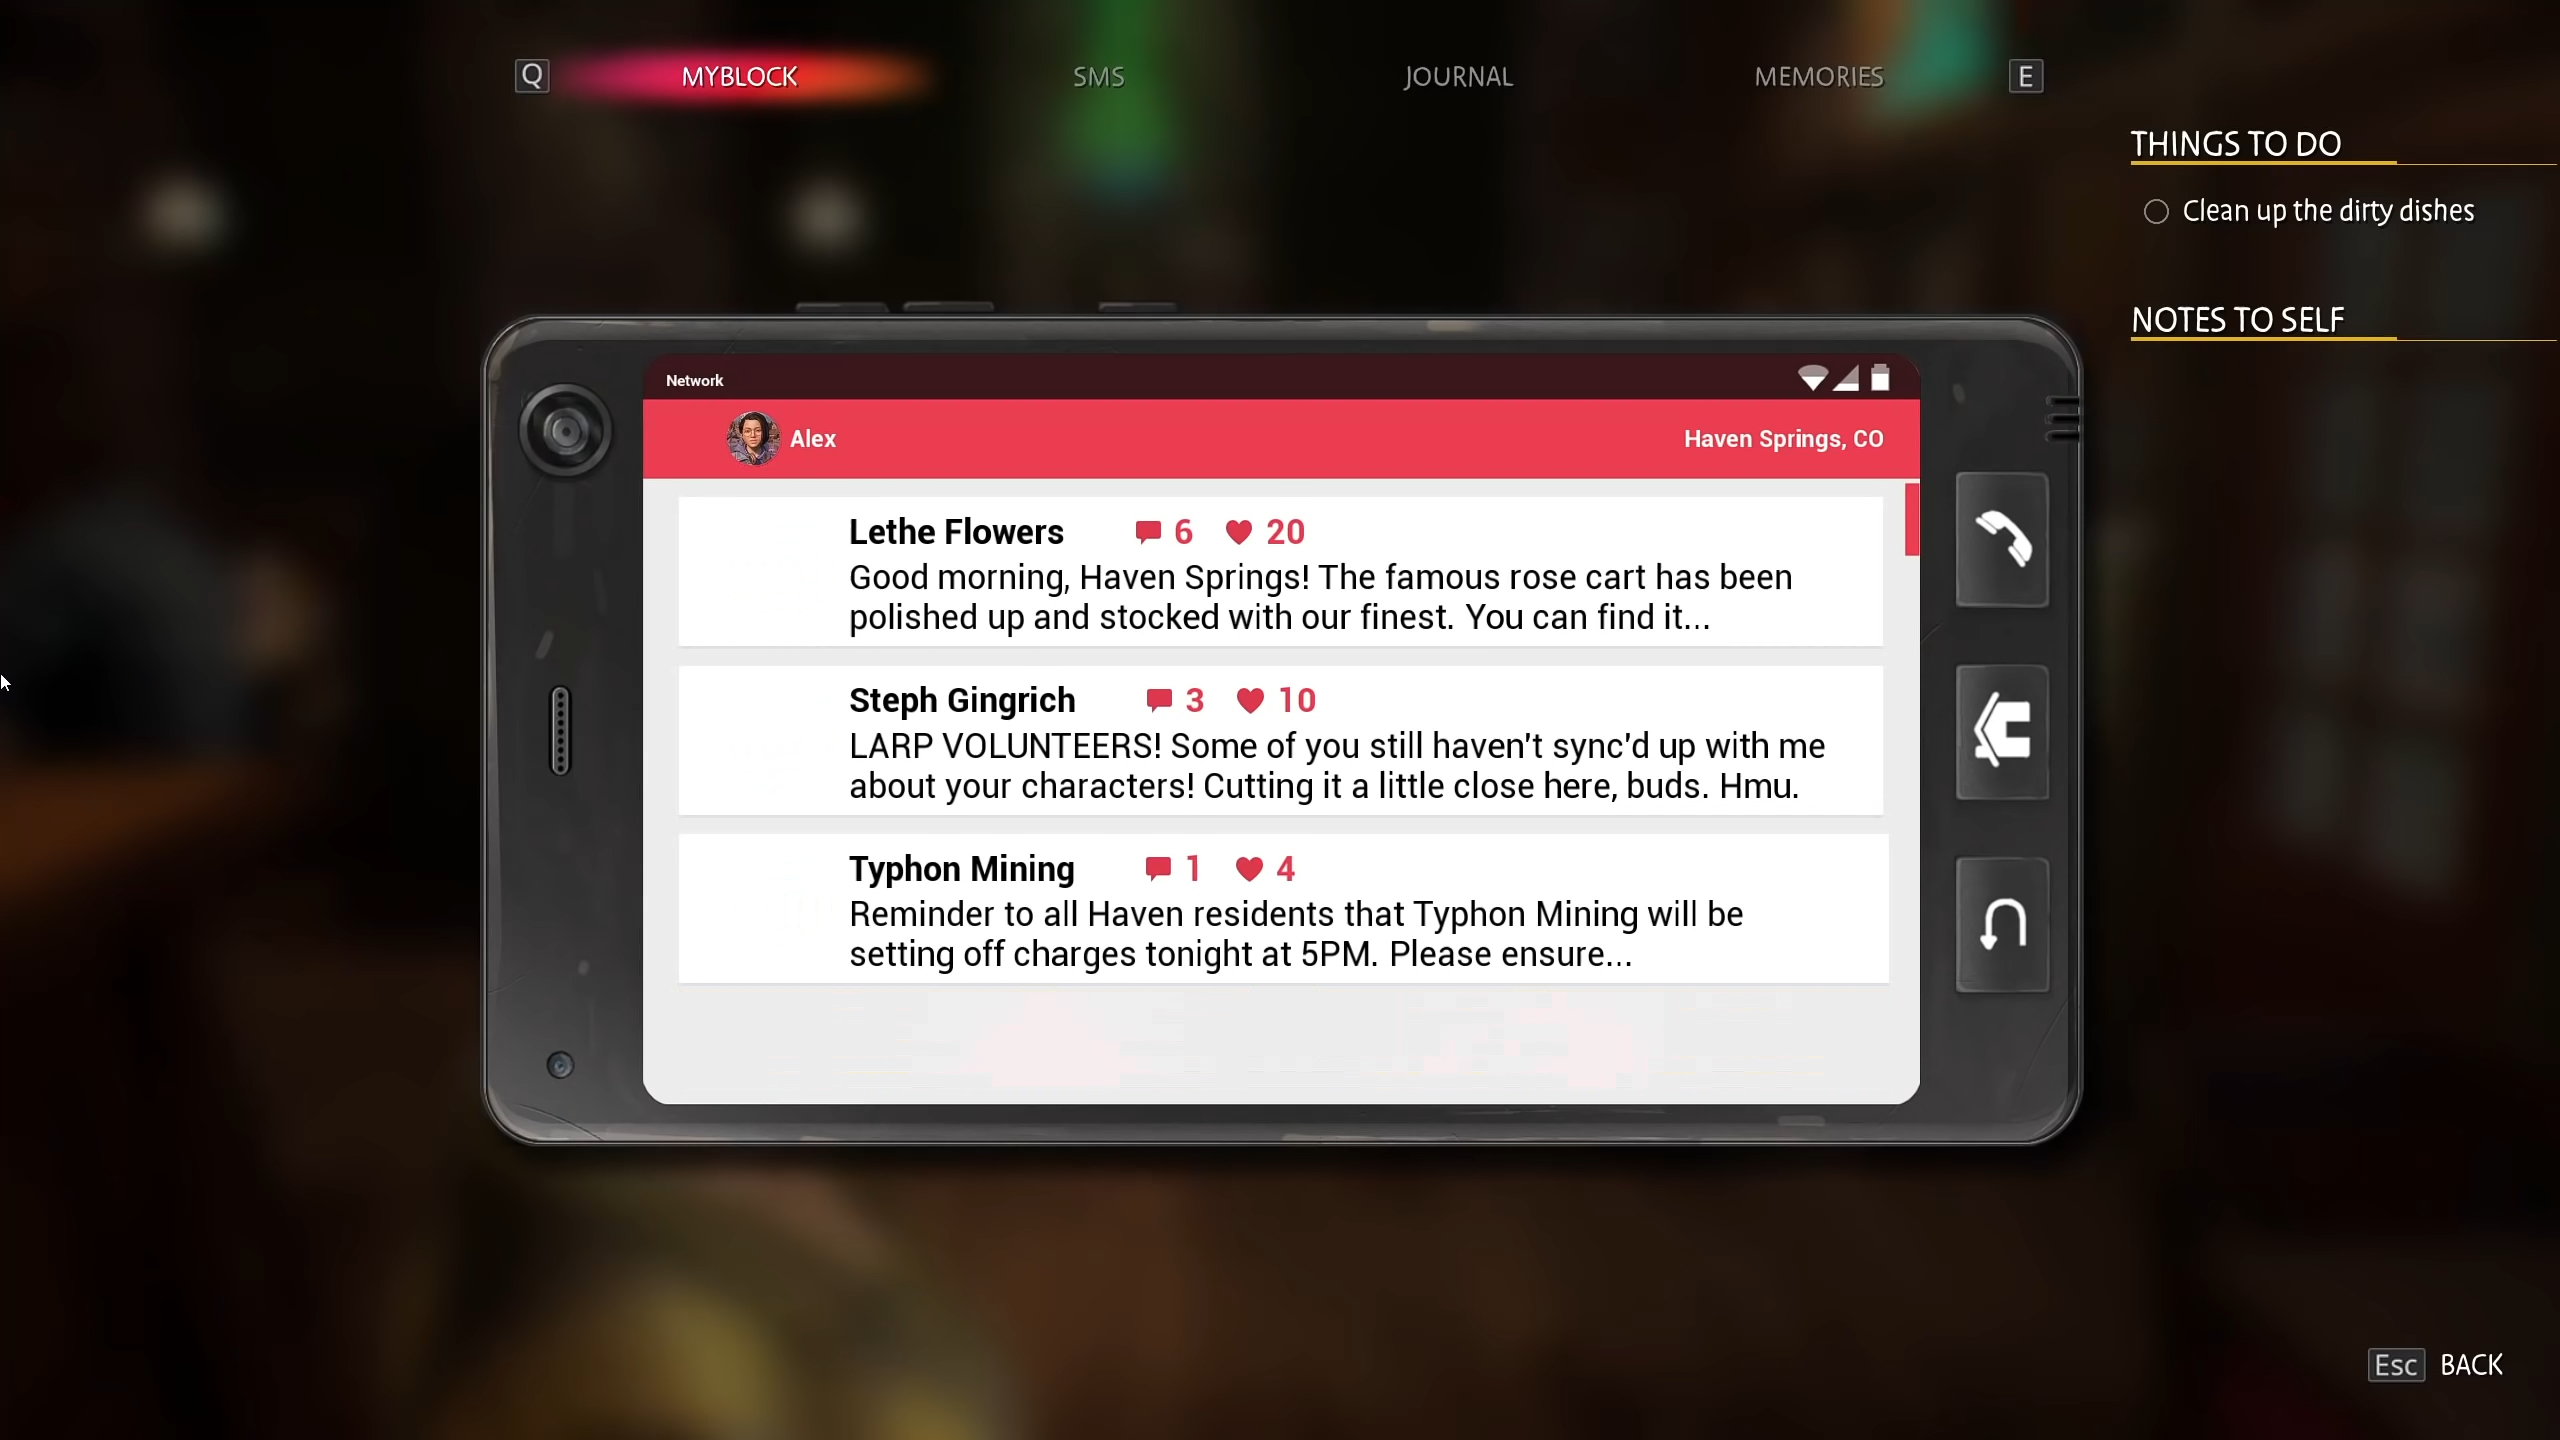 Q MYBLOCK SMS JOURNAL MEMORIES E
THINGS TO DO
Clean up the dirty dishes
NOTES TO SELF
Network
Alex Haven Springs, CO
Lethe Flowers 6 20
Good morning, Haven Springs! The famous rose cart has been
polished up and stocked with our finest. You can find it...
Steph Gingrich 3 10
LARP VOLUNTEERS! Some of you still haven't sync'd up with me
about your characters! Cutting it a little close here, buds. Hmu.
Typhon Mining 1 4
Reminder to all Haven residents that Typhon Mining will be
setting off charges tonight at 5PM. Please ensure...
Esc BACK